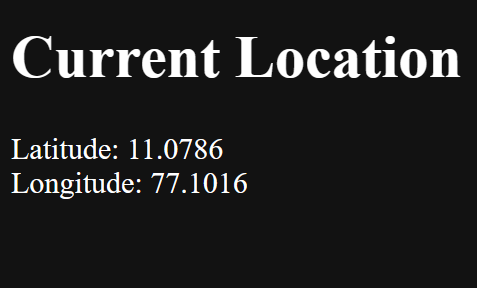 Current Location
Latitude: 11.0786
Longitude: 77.1016